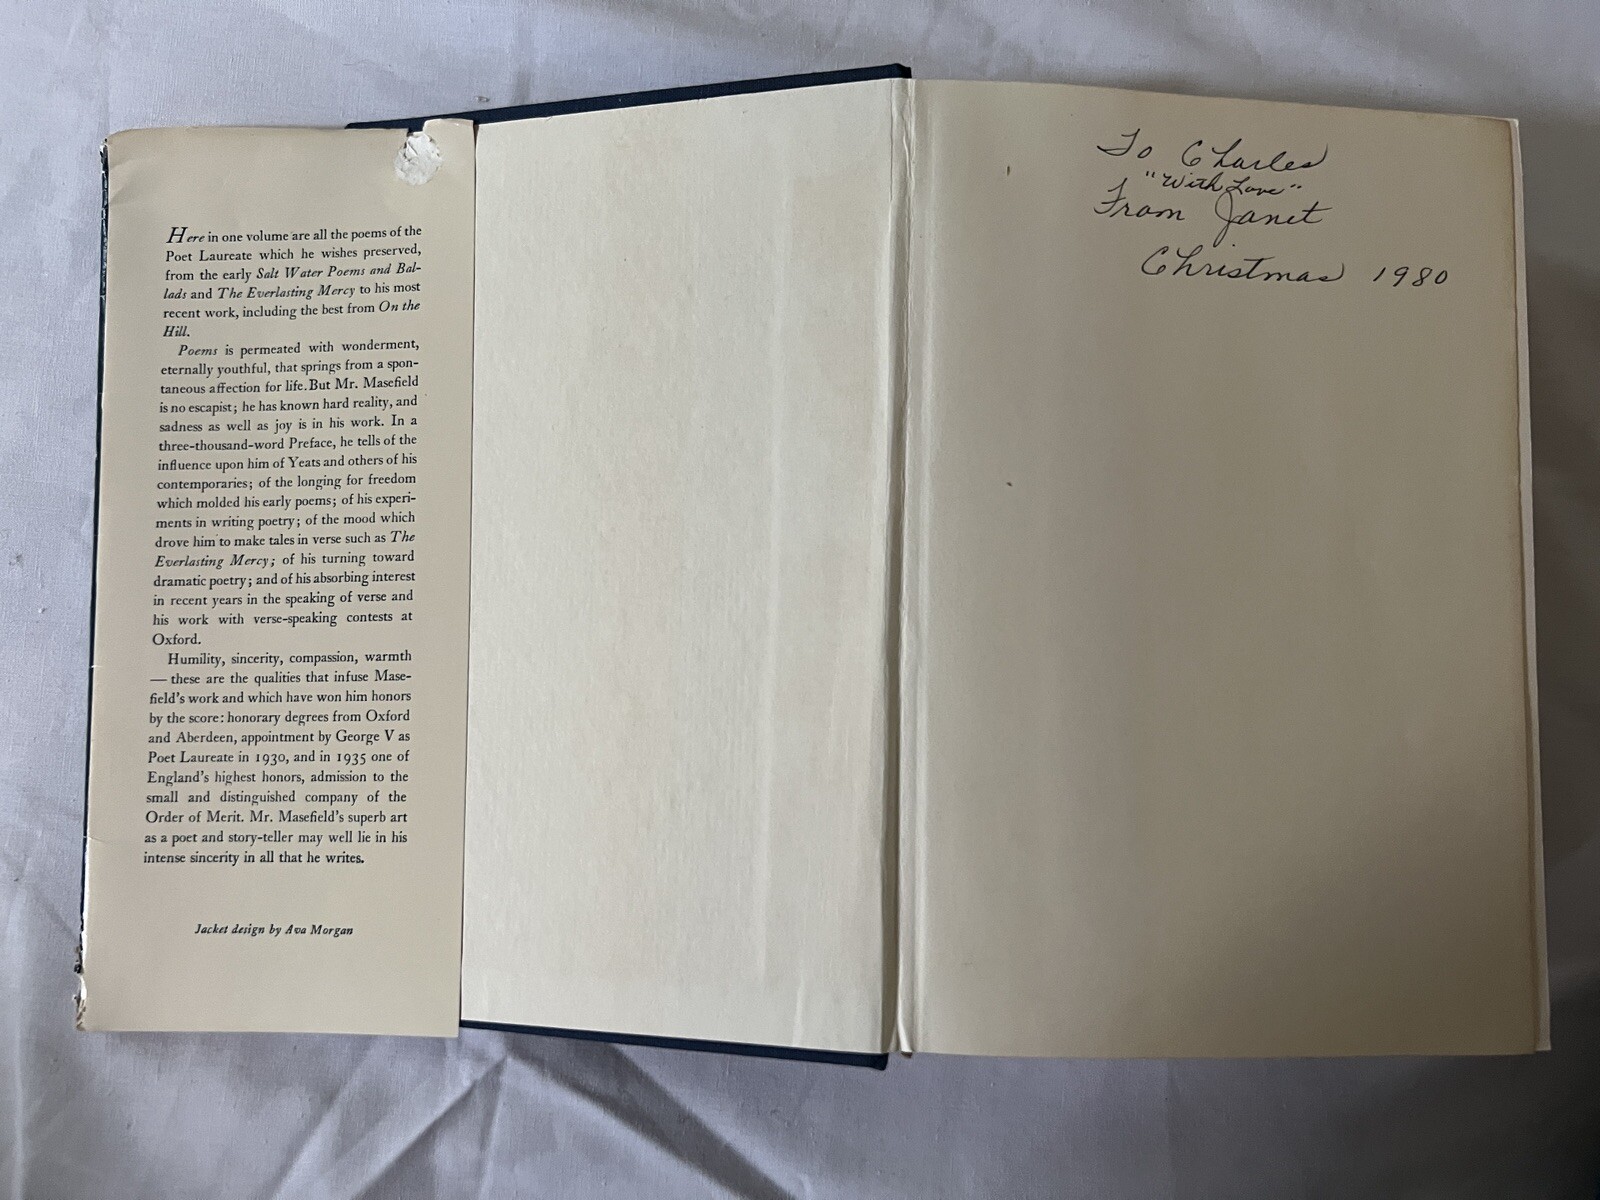 Here in one volume are all the poems of the
Poet Laureate which he wishes preserved,
from the early Salt Water Poems and Bal-
lads and The Everlasting Mercy to his most
recent work, including the best from On the
Hill.
Poems is permeated with wonderment,
eternally youthful, that springs from a spon-
taneous affection for life. But Mr. Masefield
is no escapist; he has known hard reality, and
sadness as well as joy is in his work. In a
three-thousand-word Preface, he tells of the
influence upon him of Yeats and others of his
contemporaries; of the longing for freedom
which molded his early poems; of his experi-
ments in writing poetry; of the mood which
drove him to make tales in verse such as The
Everlasting Mercy; of his turning toward
dramatic poetry; and of his absorbing interest
in recent years in the speaking of verse and
his work with verse-speaking contests at
Oxford.
Humility, sincerity, compassion, warmth
— these are the qualities that infuse Mase-
field's work and which have won him honors
by the score: honorary degrees from Oxford
and Aberdeen, appointment by George V as
Poet Laureate in 1930, and in 1935 one of
England's highest honors, admission to the
small and distinguished company of the
Order of Merit. Mr. Masefield's superb art
as a poet and story-teller may well lie in his
intense sincerity in all that he writes.
Jacket design by Ava Morgan
To Charles
"With Love"
From Janet
Christmas 1980